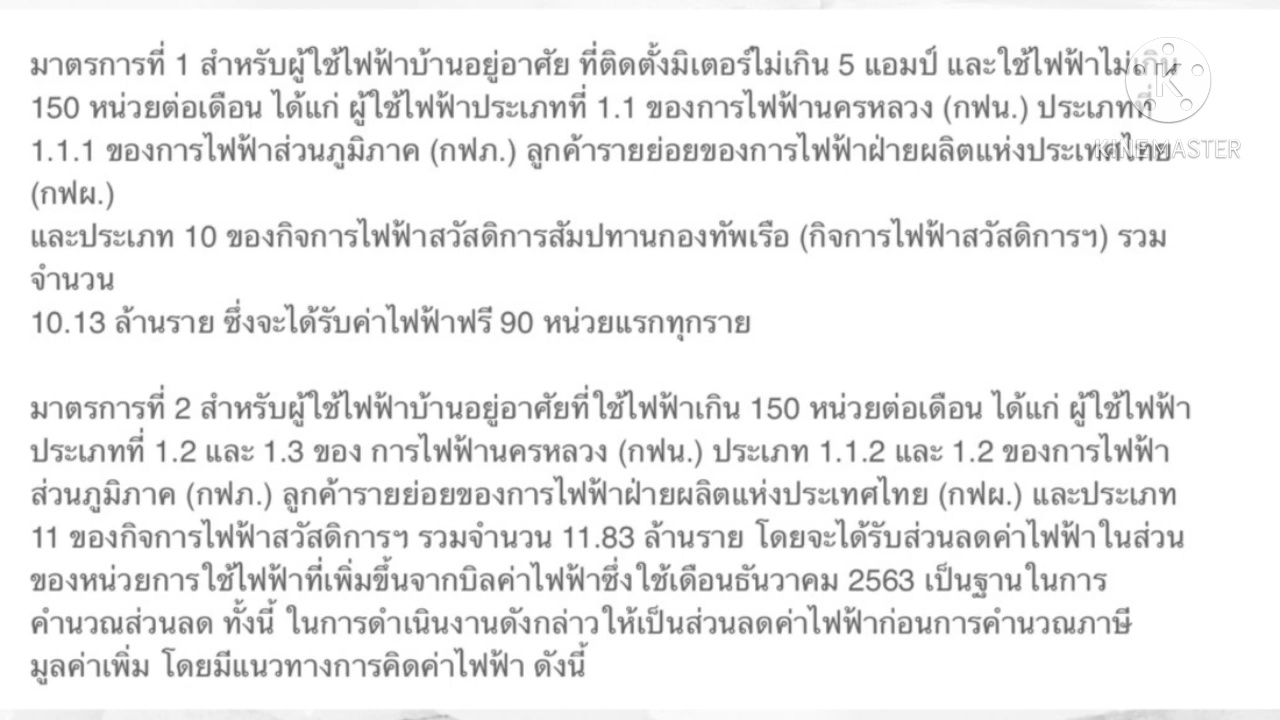 มาตรการที่ 1 สำหรับผู้ใช้ไฟฟ้าบ้านอยู่อาศัย ที่ติดตั้งมิเตอร์ไม่เกิน 5 แอมป์ และใช้ไฟฟ้าไม่เกิน
150 หน่วยต่อเดือน ได้แก่ ผู้ใช้ไฟฟ้าประเภทที่ 1.1 ของการไฟฟ้านครหลวง (กฟน.) ประเภทที่
1.1.1 ของการไฟฟ้าส่วนภูมิภาค (กฟภ.) ลูกค้ารายย่อยของการไฟฟ้าฝ่ายผลิตแห่งประเทศไทย
(กฟผ.)
และประเภท 10 ของกิจการไฟฟ้าสวัสดิการสัมปทานกองทัพเรือ (กิจการไฟฟ้าสวัสดิการฯ) รวม
จำนวน
10.13 ล้านราย ซึ่งจะได้รับค่าไฟฟ้าฟรี 90 หน่วยแรกทุกราย
มาตรการที่ 2 สำหรับผู้ใช้ไฟฟ้าบ้านอยู่อาศัยที่ใช้ไฟฟ้าเกิน 150 หน่วยต่อเดือน ได้แก่ ผู้ใช้ไฟฟ้า
ประเภทที่ 1.2 และ 1.3 ของ การไฟฟ้านครหลวง (กฟน.) ประเภท 1.1.2 และ 1.2 ของการไฟฟ้า
ส่วนภูมิภาค (กฟภ.) ลูกค้ารายย่อยของการไฟฟ้าฝ่ายผลิตแห่งประเทศไทย (กฟผ.) และประเภท
11 ของกิจการไฟฟ้าสวัสดิการฯ รวมจำนวน 11.83 ล้านราย โดยจะได้รับส่วนลดค่าไฟฟ้าในส่วน
ของหน่วยการใช้ไฟฟ้าที่เพิ่มขึ้นจากบิลค่าไฟฟ้าซึ่งใช้เดือนธันวาคม 2563 เป็นฐานในการ
คำนวณส่วนลด ทั้งนี้ ในการดำเนินงานดังกล่าวให้เป็นส่วนลดค่าไฟฟ้าก่อนการคำนวณภาษี
มูลค่าเพิ่ม โดยมีแนวทางการคิดค่าไฟฟ้า ดังนี้
K
KINEMASTER